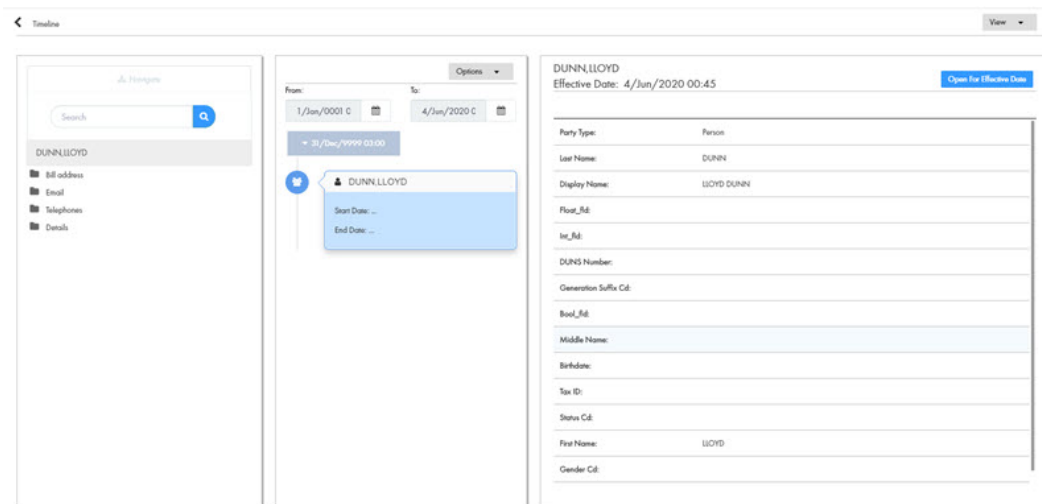 Timeline
View
Navigate
Search
DUNN,LLOYD
Bill address
Email
Telephones
Details
Options
From:
To:
1/Jan/0001 0
4/Jun/2020 0
31/Dec/9999 03:00
DUNN,LLOYD
Start Date: ...
End Date: ...
DUNN,LLOYD
Effective Date: 4/Jun/2020 00:45
Open For Effective Date
Party Type: Person
Last Name: DUNN
Display Name: LLOYD DUNN
Float_fld:
Int_fld:
DUNS Number:
Generation Suffix Cd:
Bool_fld:
Middle Name:
Birthdate:
Tax ID:
Status Cd:
First Name: LLOYD
Gender Cd: